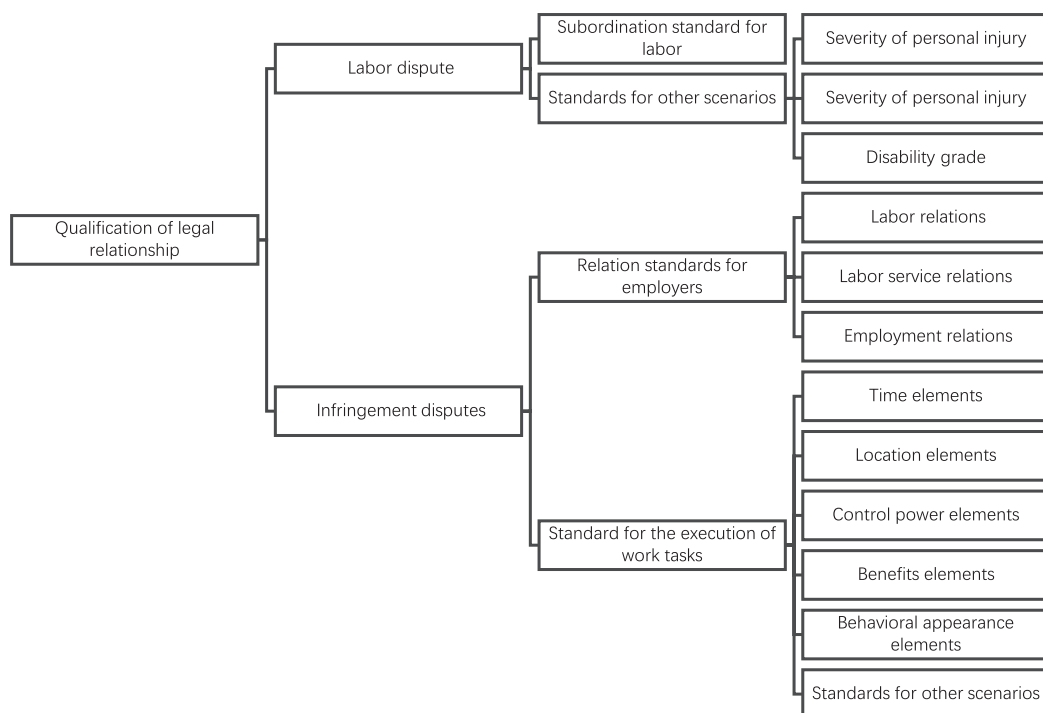 Qualification of legal
relationship
Labor dispute
Subordination standard for
labor
Standards for other scenarios
Severity of personal injury
Severity of personal injury
Disability grade
Infringement disputes
Relation standards for
employers
Labor relations
Labor service relations
Employment relations
Standard for the execution of
work tasks
Time elements
Location elements
Control power elements
Benefits elements
Behavioral appearance
elements
Standards for other scenarios